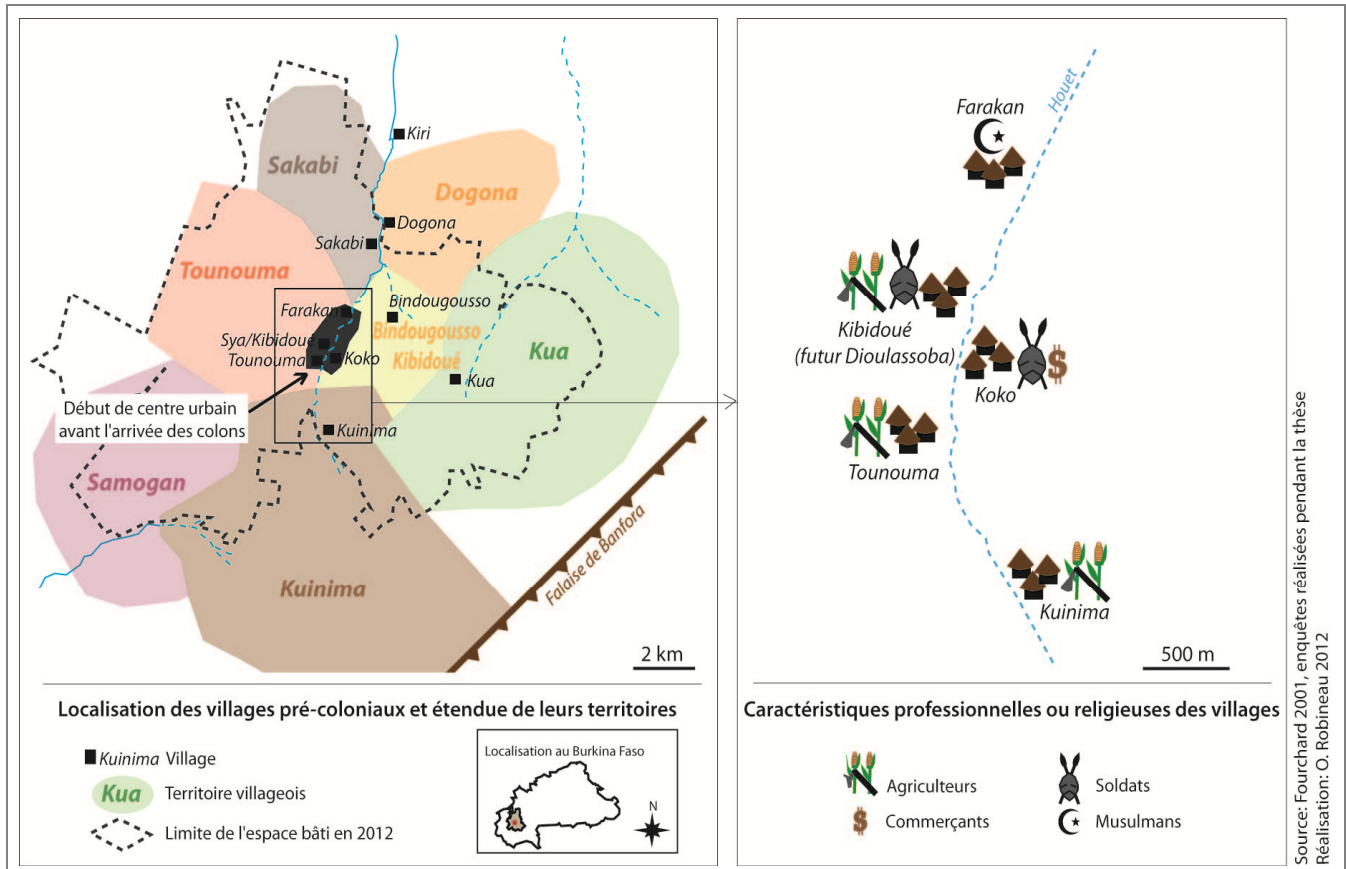 Kiri
Sakabi
Dogona
Dogona
Sakabi
Tounouma
Farakan
Bindougousso
Sya/Kibidoué
Bindougousso
Kibidoué
Tounouma
Koko
Kua
Kua
Début de centre urbain
avant l'arrivée des colons
Kuinima
Samogan
Kuinima
Falaise de Banfora
2 km
Localisation des villages pré-coloniaux et étendue de leurs territoires
Kuinima Village
Kua Territoire villageois
Limite de l'espace bâti en 2012
Localisation au Burkina Faso
N
Houet
Farakan
Kibidoué
(futur Dioulassoba)
Koko
Tounouma
Kuinima
500 m
Caractéristiques professionnelles ou religieuses des villages
Agriculteurs
Soldats
Commerçants
Musulmans
Source: Fourchard 2001, enquêtes réalisées pendant la thèse
Réalisation: O. Robineau 2012